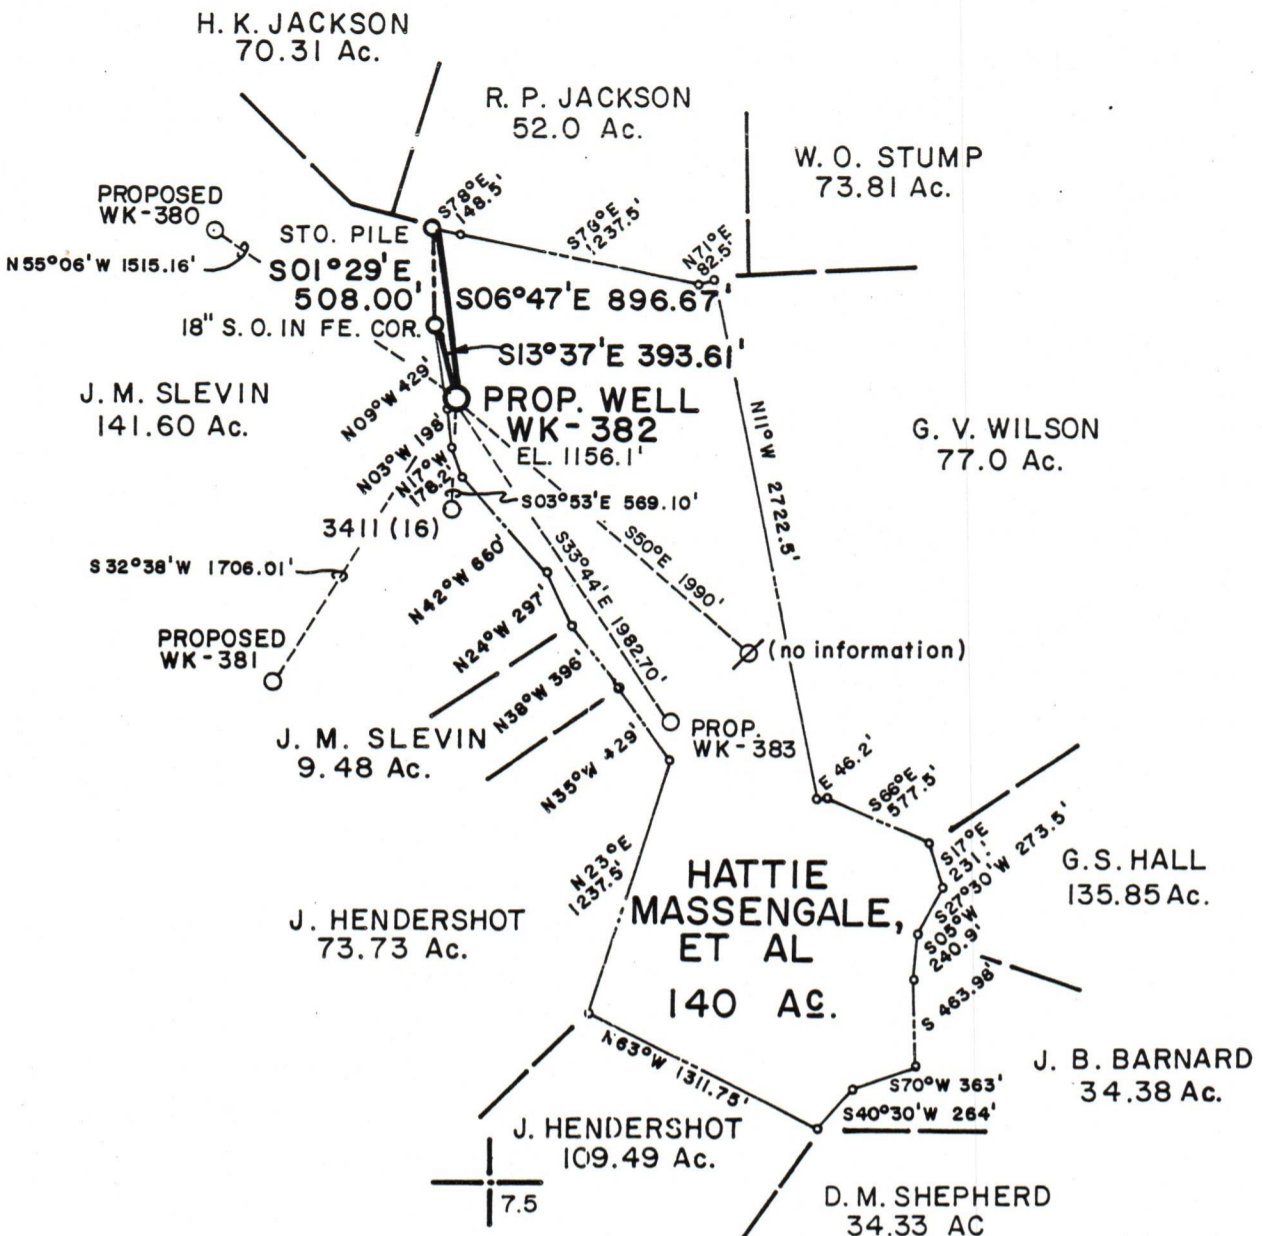 H. K. JACKSON
70.31 Ac.
R. P. JACKSON
52.0 Ac.
W. O. STUMP
73.81 Ac.
PROPOSED
WK-380
N55°06'W 1515.16'
STO. PILE
S78°E
148.5'
1237.5'
N71°E
82.5'
S01°29'E
508.00'
S06°47'E 896.67'
18" S. O. IN FE. COR.
S13°37'E 393.61'
J. M. SLEVIN
141.60 Ac.
N09°W 429'
PROP. WELL
WK-382
EL. 1156.1'
N03°W 198'
N17°W
178.2'
S03°53'E 569.10'
3411 (16)
N11°W 2722.5'
G. V. WILSON
77.0 Ac.
S32°38'W 1706.01'
PROPOSED
WK-381
N42°W 660'
S33°44'E 1982.70'
S50°E 1990'
(no information)
N24°W 297'
N38°W 396'
J. M. SLEVIN
9.48 Ac.
N35°W 429'
PROP.
WK-383
E 46.2'
S66°E
577.5'
S17°E
231'
S27°30'W 273.5'
S05°W
240.9'
S 463.98'
G. S. HALL
135.85 Ac.
N23°E
1237.5'
HATTIE
MASSENGALE,
ET AL
140 Ac.
J. HENDERSHOT
73.73 Ac.
N63°W 1311.75'
J. B. BARNARD
34.38 Ac.
S70°W 363'
S40°30'W 264'
J. HENDERSHOT
109.49 Ac.
7.5
D. M. SHEPHERD
34.33 AC